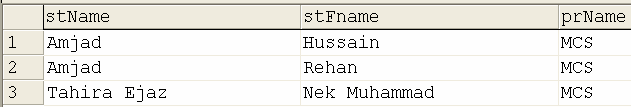 stName stFname prName
1 Amjad Hussain MCS
2 Amjad Rehan MCS
3 Tahira Ejaz Nek Muhammad MCS